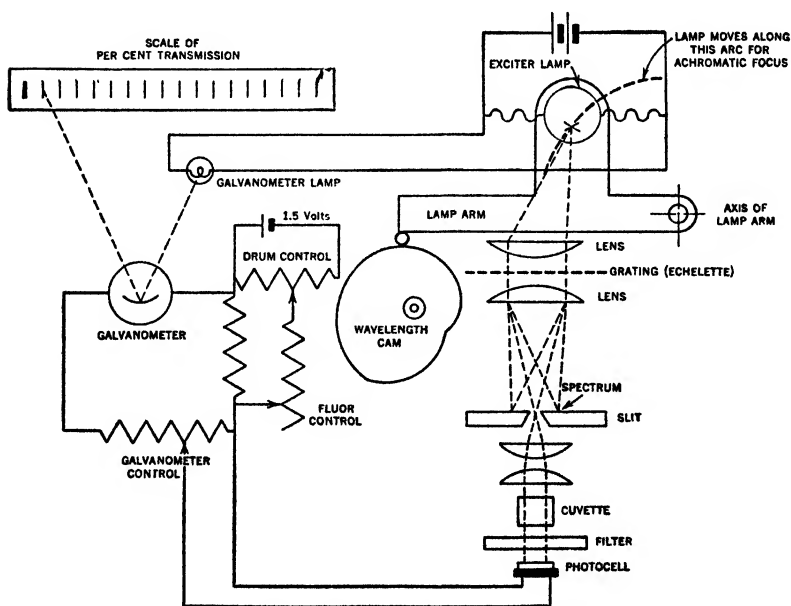 SCALE OF
PER CENT TRANSMISSION
EXCITER LAMP
LAMP MOVES ALONG
THIS ARC FOR
ACHROMATIC FOCUS
GALVANOMETER LAMP
LAMP ARM
AXIS OF
LAMP ARM
1.5 VOLTS
DRUM CONTROL
LENS
GRATING (ECHELETTE)
LENS
GALVANOMETER
WAVELENGTH
CAM
FLUOR
CONTROL
SPECTRUM
SLIT
GALVANOMETER
CONTROL
CUVETTE
FILTER
PHOTOCELL